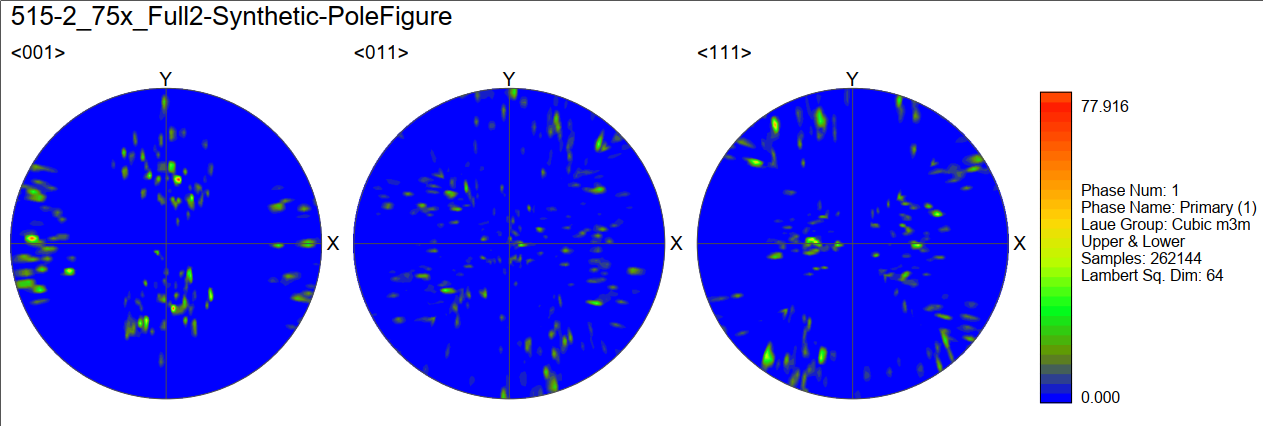 515-2_75x_Full2-Synthetic-PoleFigure
<001>
<011>
<111>
Y
Y
Y
X
X
X
77.916
Phase Num: 1
Phase Name: Primary (1)
Laue Group: Cubic m3m
Upper & Lower
Samples: 262144
Lambert Sq. Dim: 64
0.000